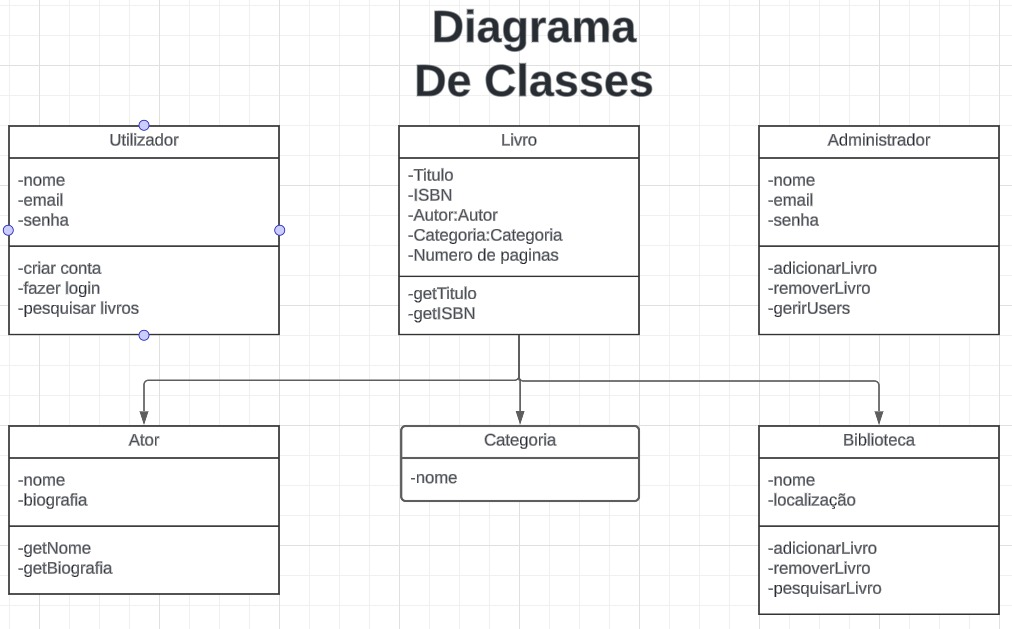 Diagrama
De Classes
Utilizador
-nome
-email
-senha
-criar conta
-fazer login
-pesquisar livros
Livro
-Titulo
-ISBN
-Autor:Autor
-Categoria:Categoria
-Numero de paginas
-getTitulo
-getISBN
Administrador
-nome
-email
-senha
-adicionarLivro
-removerLivro
-gerirUsers
Ator
-nome
-biografia
-getNome
-getBiografia
Categoria
-nome
Biblioteca
-nome
-localização
-adicionarLivro
-removerLivro
-pesquisarLivro